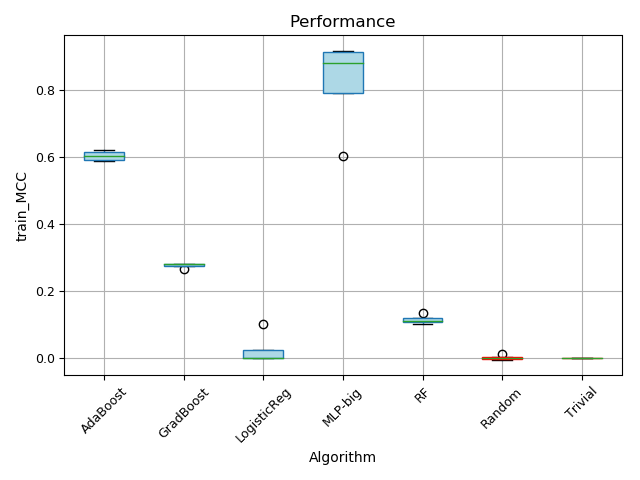 Performance
train_MCC
0.8
0.6
0.4
0.2
0.0
AdaBoost
GradBoost
LogisticReg
MLP-big
RF
Random
Trivial
Algorithm